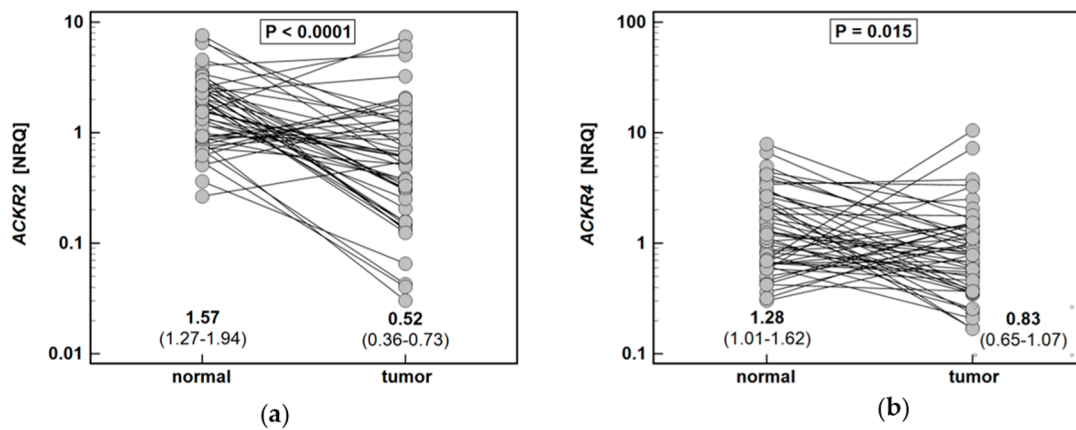 10
1
0.1
0.01
ACKR2 [NRQ]
P < 0.0001
1.57
(1.27-1.94)
0.52
(0.36-0.73)
normal
tumor
(a)
100
10
1
0.1
ACKR4 [NRQ]
P = 0.015
1.28
(1.01-1.62)
0.83
(0.65-1.07)
normal
tumor
(b)